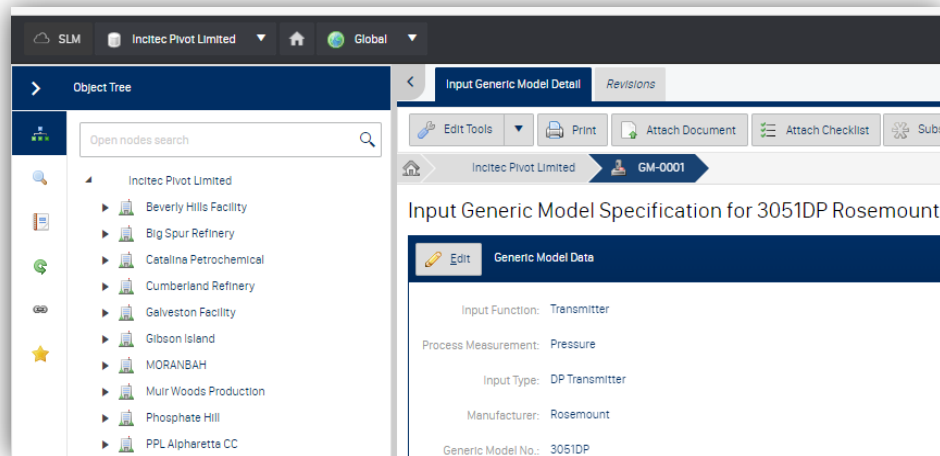 SLM Incitec Pivot Limited Global
Object Tree
Input Generic Model Detail Revisions
Open nodes search
Edit Tools Print Attach Document Attach Checklist
Incitec Pivot Limited GM-0001
Input Generic Model Specification for 3051DP Rosemount
Edit Generic Model Data
Incitec Pivot Limited
Beverly Hills Facility
Big Spur Refinery
Catalina Petrochemical
Cumberland Refinery
Galveston Facility
Gibson Island
MORANBAH
Muir Woods Production
Phosphate Hill
PPL Alpharetta CC
Input Function: Transmitter
Process Measurement: Pressure
Input Type: DP Transmitter
Manufacturer: Rosemount
Generic Model No.: 3051DP